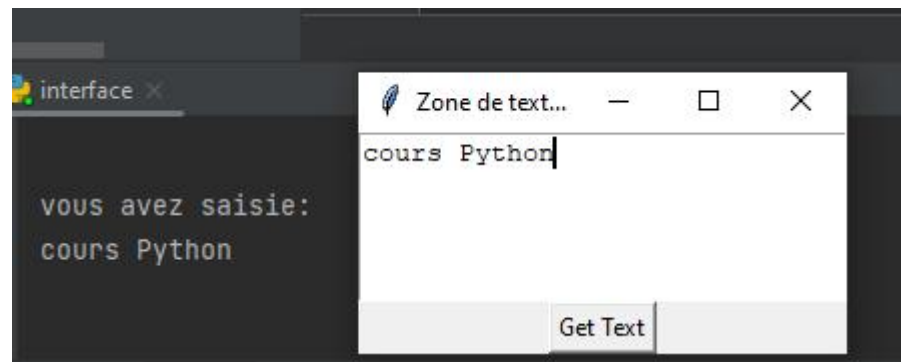 interface
Zone de text...
cours Python
vous avez saisie:
cours Python
Get Text